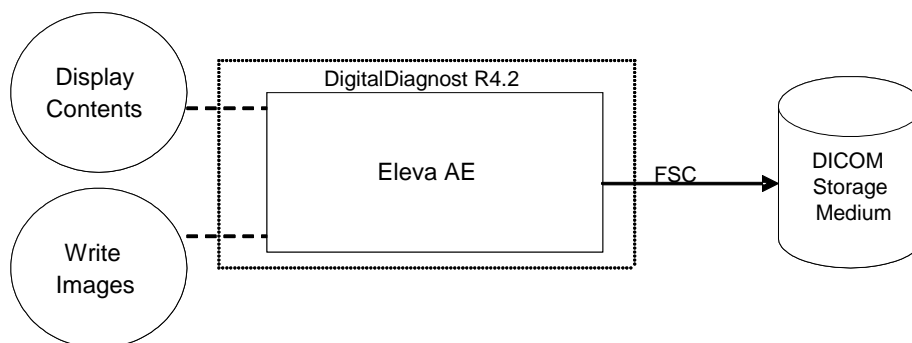 Display
Contents
DigitalDiagnost R4.2
Eleva AE
FSC
DICOM
Storage
Medium
Write
Images